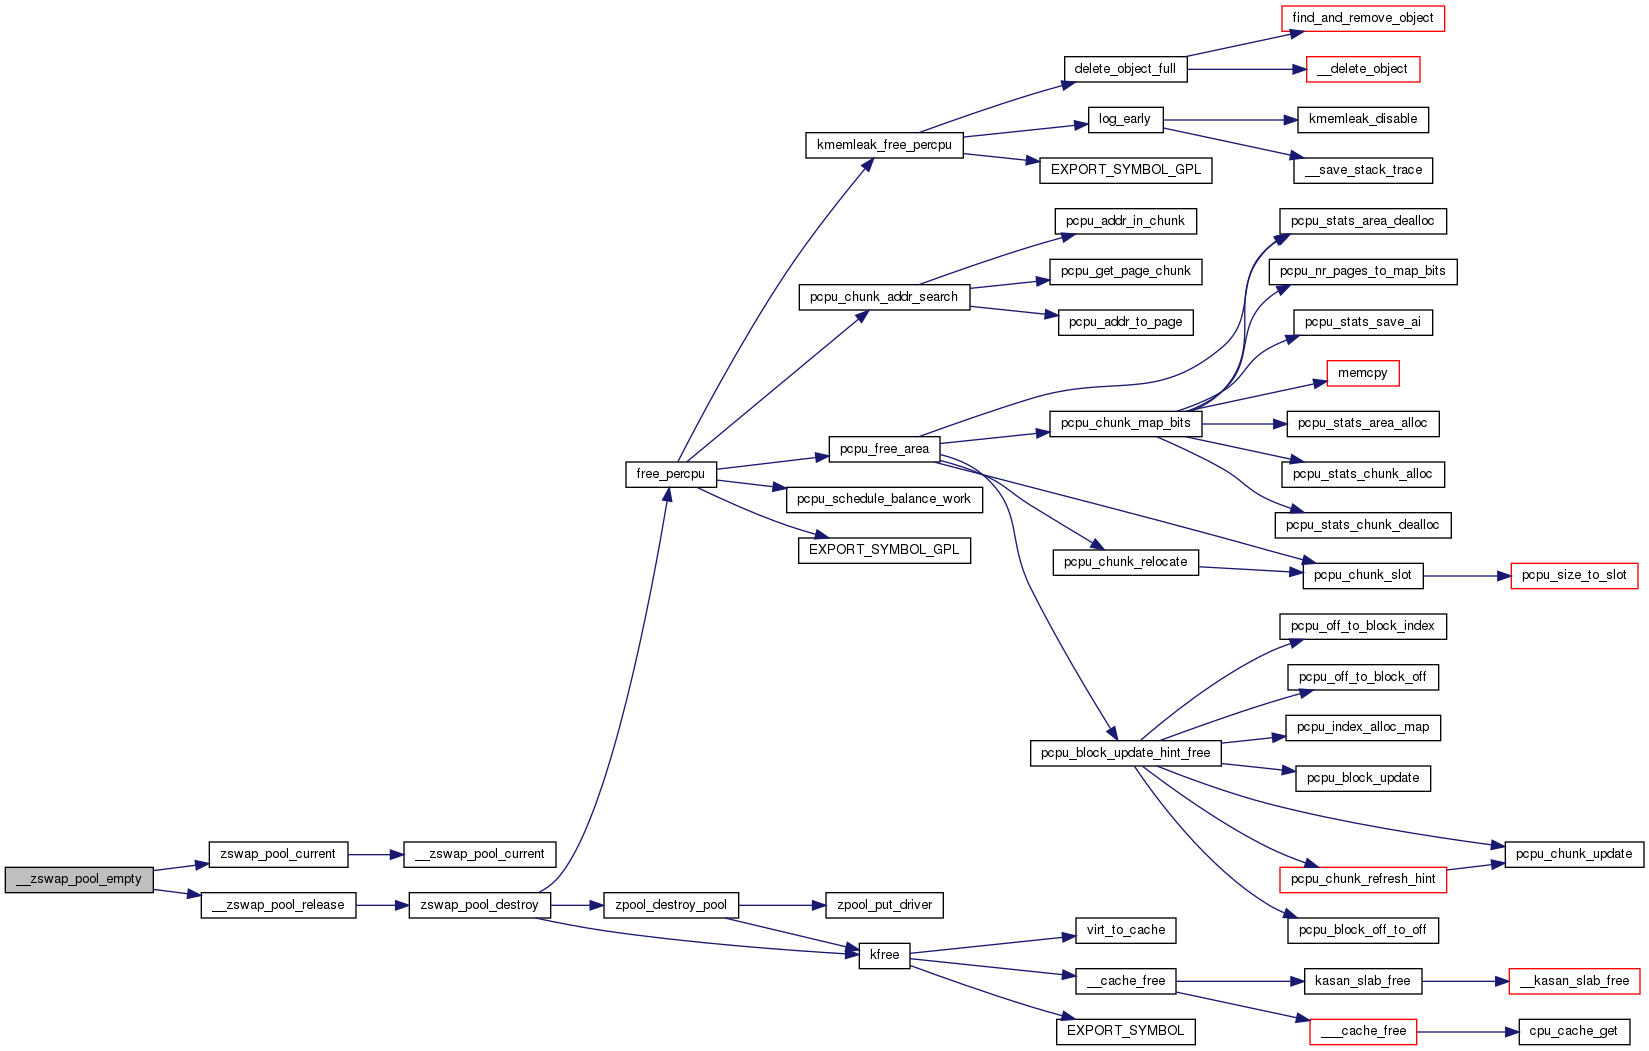 find_and_remove_object
delete_object_full
__delete_object
log_early
kmemleak_disable
kmemleak_free_percpu
__save_stack_trace
EXPORT_SYMBOL_GPL
pcpu_addr_in_chunk
pcpu_stats_area_dealloc
pcpu_get_page_chunk
pcpu_nr_pages_to_map_bits
pcpu_chunk_addr_search
pcpu_addr_to_page
pcpu_stats_save_ai
memcpy
pcpu_chunk_map_bits
pcpu_stats_area_alloc
pcpu_free_area
free_percpu
pcpu_stats_chunk_alloc
pcpu_schedule_balance_work
pcpu_stats_chunk_dealloc
EXPORT_SYMBOL_GPL
pcpu_chunk_relocate
pcpu_chunk_slot
pcpu_size_to_slot
pcpu_off_to_block_index
pcpu_off_to_block_off
pcpu_index_alloc_map
pcpu_block_update_hint_free
pcpu_block_update
zswap_pool_current
__zswap_pool_current
pcpu_chunk_update
__zswap_pool_empty
pcpu_chunk_refresh_hint
__zswap_pool_release
zswap_pool_destroy
zpool_destroy_pool
zpool_put_driver
virt_to_cache
pcpu_block_off_to_off
kfree
__cache_free
kasan_slab_free
__kasan_slab_free
EXPORT_SYMBOL
___cache_free
cpu_cache_get